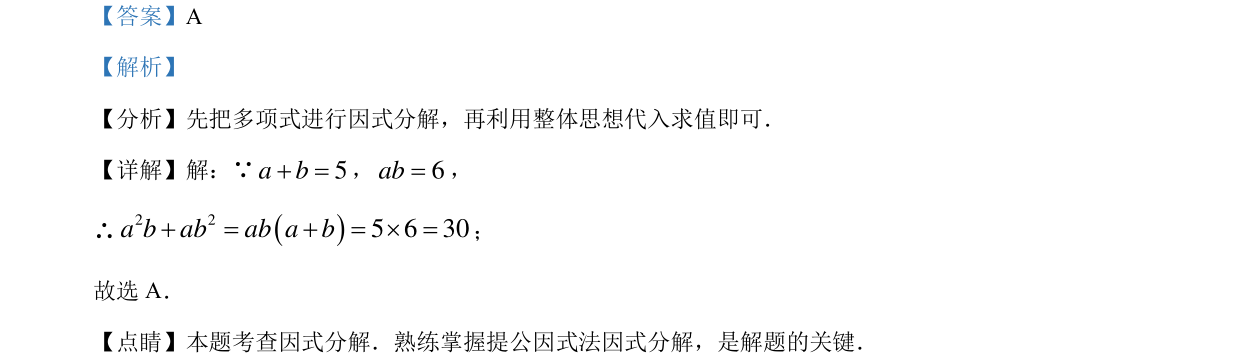 【答案】A
【解析】
【分析】先把多项式进行因式分解，再利用整体思想代入求值即可．
【详解】解：∵a+b=5，ab=6，
∴a²b+ab²=ab(a+b)=5×6=30；
故选 A．
【点睛】本题考查因式分解．熟练掌握提公因式法因式分解，是解题的关键．